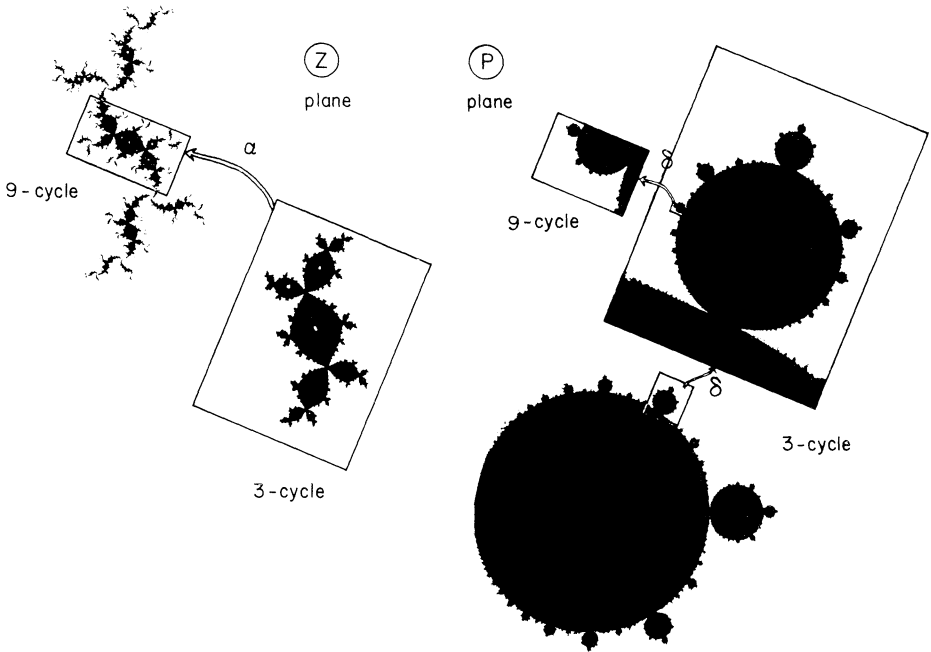 Z
plane
9-cycle
α
3-cycle
P
plane
9-cycle
δ
δ
3-cycle